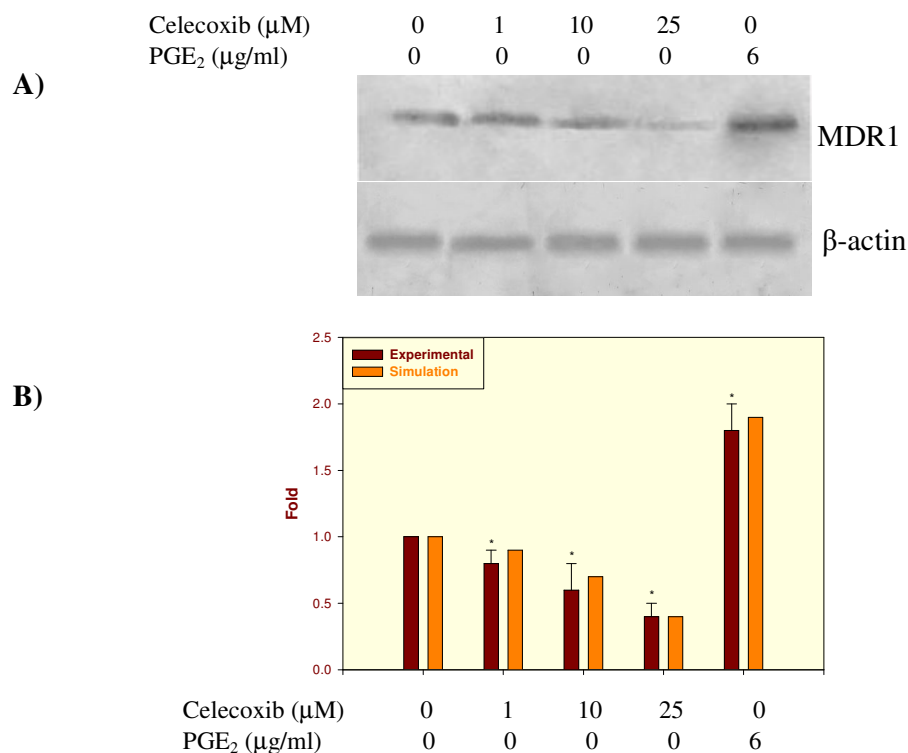 Celecoxib (μM) 0 1 10 25 0
PGE₂ (μg/ml) 0 0 0 0 6
A)
MDR1
β-actin
B)
2.5
Experimental
Simulation
2.0
1.5
1.0
0.5
0.0
Fold
* * * *
Celecoxib (μM) 0 1 10 25 0
PGE₂ (μg/ml) 0 0 0 0 6